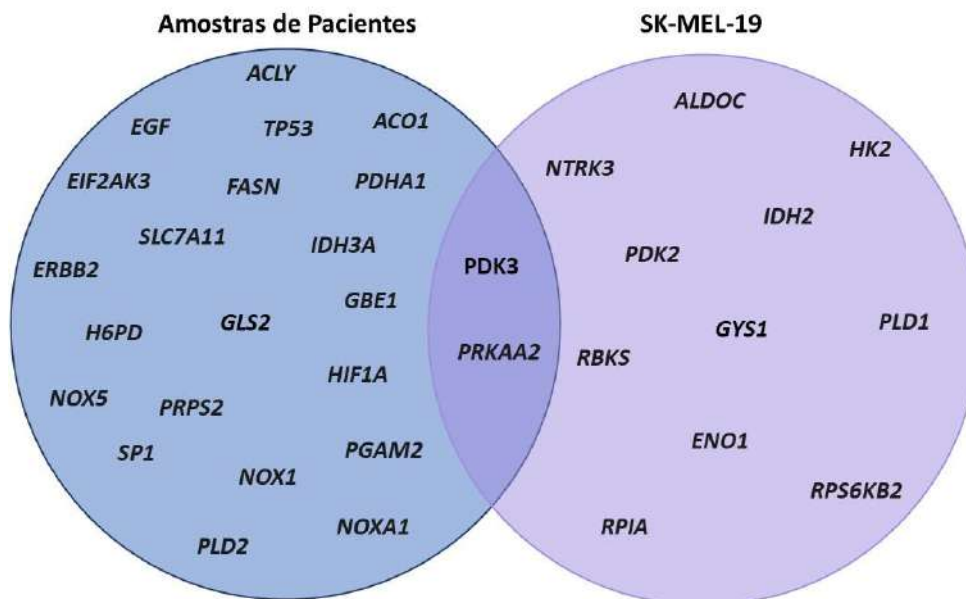 Amostras de Pacientes
SK-MEL-19
ACLY
EGF
TP53
ACO1
EIF2AK3
FASN
PDHA1
SLC7A11
IDH3A
ERBB2
GBE1
H6PD
GLS2
HIF1A
NOX5
PRPS2
SP1
PGAM2
NOX1
NOXA1
PLD2
PDK3
PRKAA2
ALDOC
HK2
NTRK3
IDH2
PDK2
GYS1
PLD1
RBKS
ENO1
RPS6KB2
RPIA